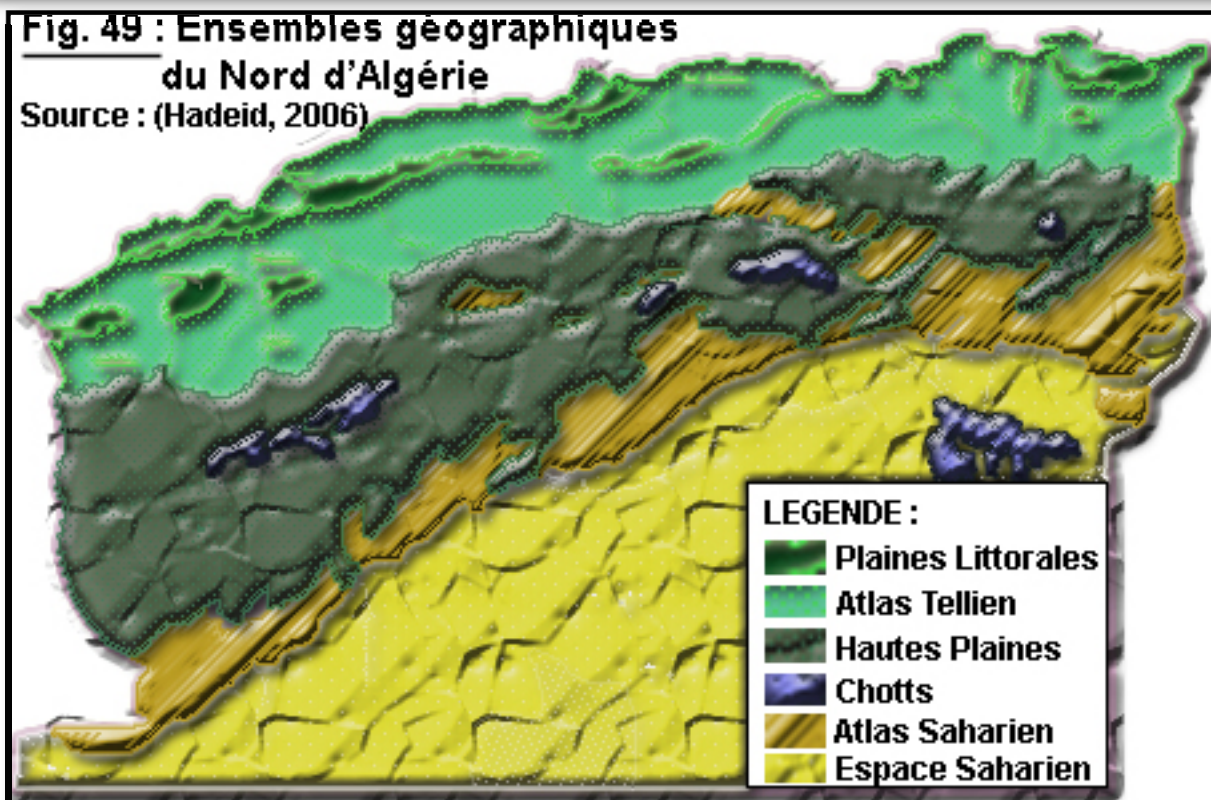 Fig. 49 : Ensembles géographiques
du Nord d'Algérie
Source : (Hadeid, 2006)
LEGENDE :
Plaines Littorales
Atlas Tellien
Hautes Plaines
Chotts
Atlas Saharien
Espace Saharien